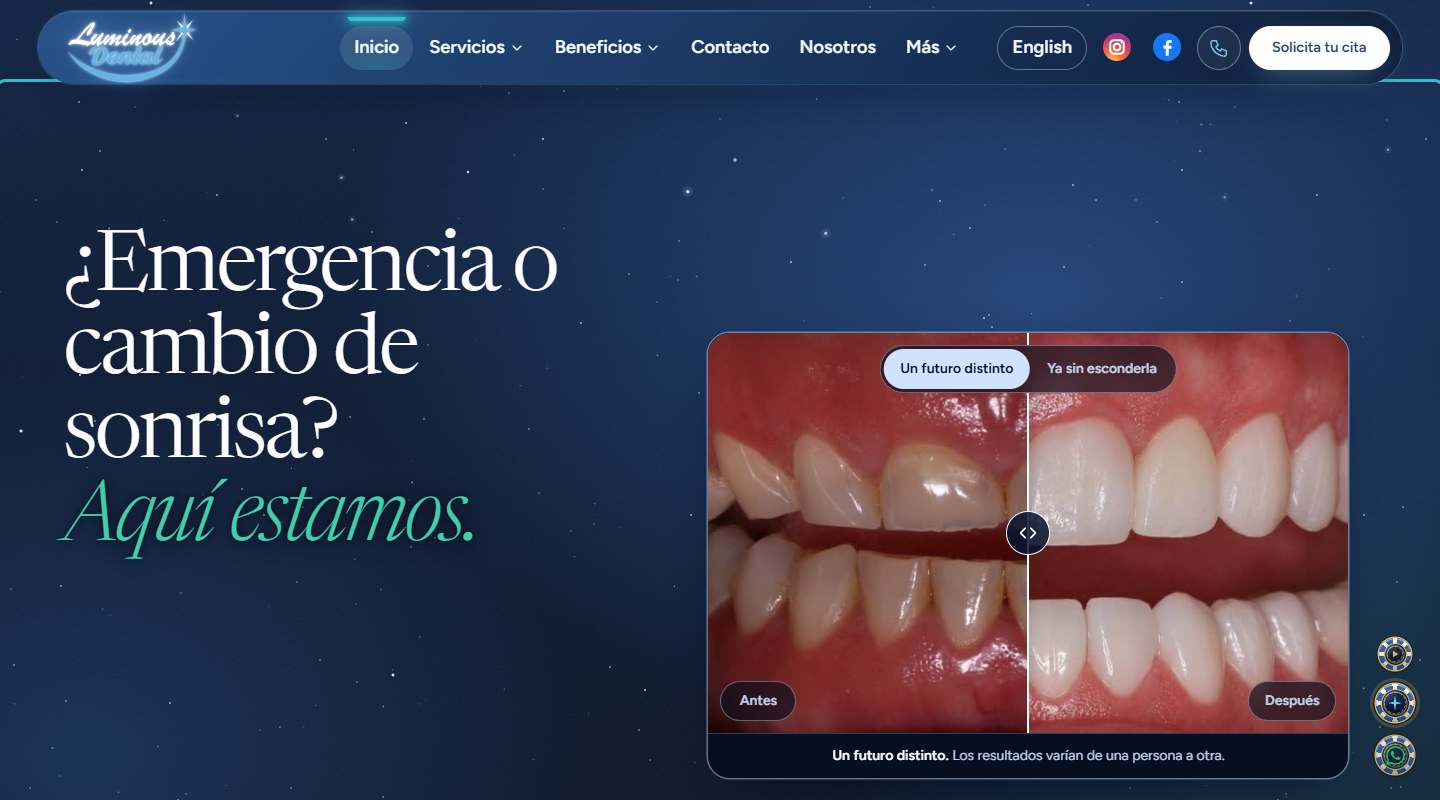 Luminous
Dental
Inicio
Servicios
Beneficios
Contacto
Nosotros
Más
English
Solicita tu cita
¿Emergencia o
cambio de
sonrisa?
Aquí estamos.
Un futuro distinto
Ya sin esconderla
Antes
Después
Un futuro distinto. Los resultados varían de una persona a otra.